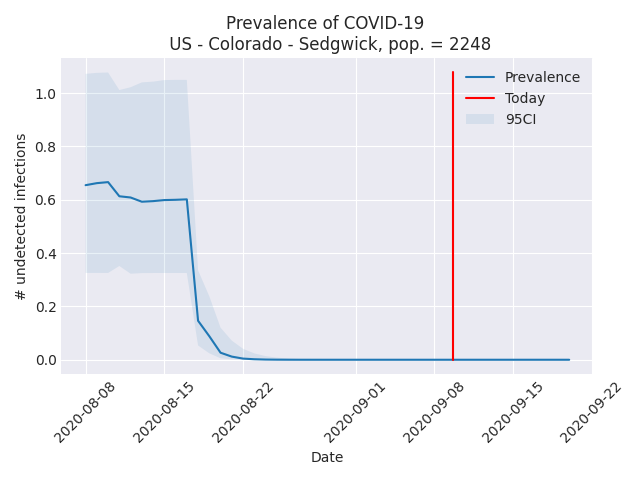 Prevalence of COVID-19
US - Colorado - Sedgwick, pop. = 2248
Prevalence
Today
95CI
# undetected infections
1.0
0.8
0.6
0.4
0.2
0.0
2020-08-08
2020-08-15
2020-08-22
2020-09-01
2020-09-08
2020-09-15
2020-09-22
Date